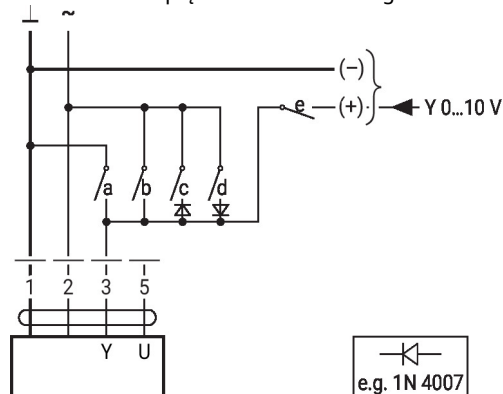 ⊥ ~
(–)
(+) Y 0...10 V
e
a b c d
1 2 3 5
Y U
e.g. 1N 4007